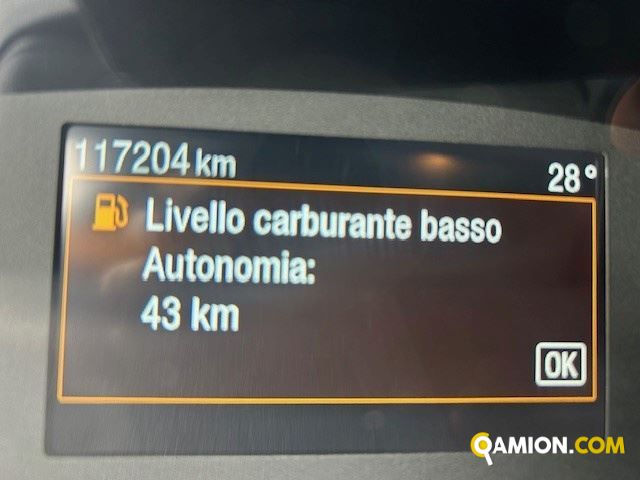 117204 km
28°
Livello carburante basso
Autonomia:
43 km
OK
QAMION.COM